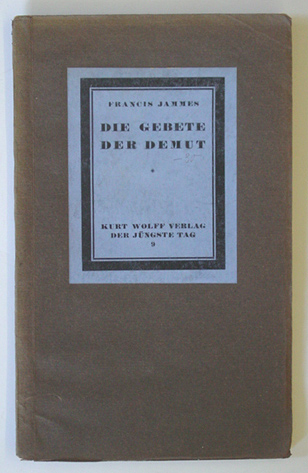 FRANCIS JAMMES
DIE GEBETE
DER DEMUT
*
KURT WOLFF VERLAG
DER JÜNGSTE TAG
9